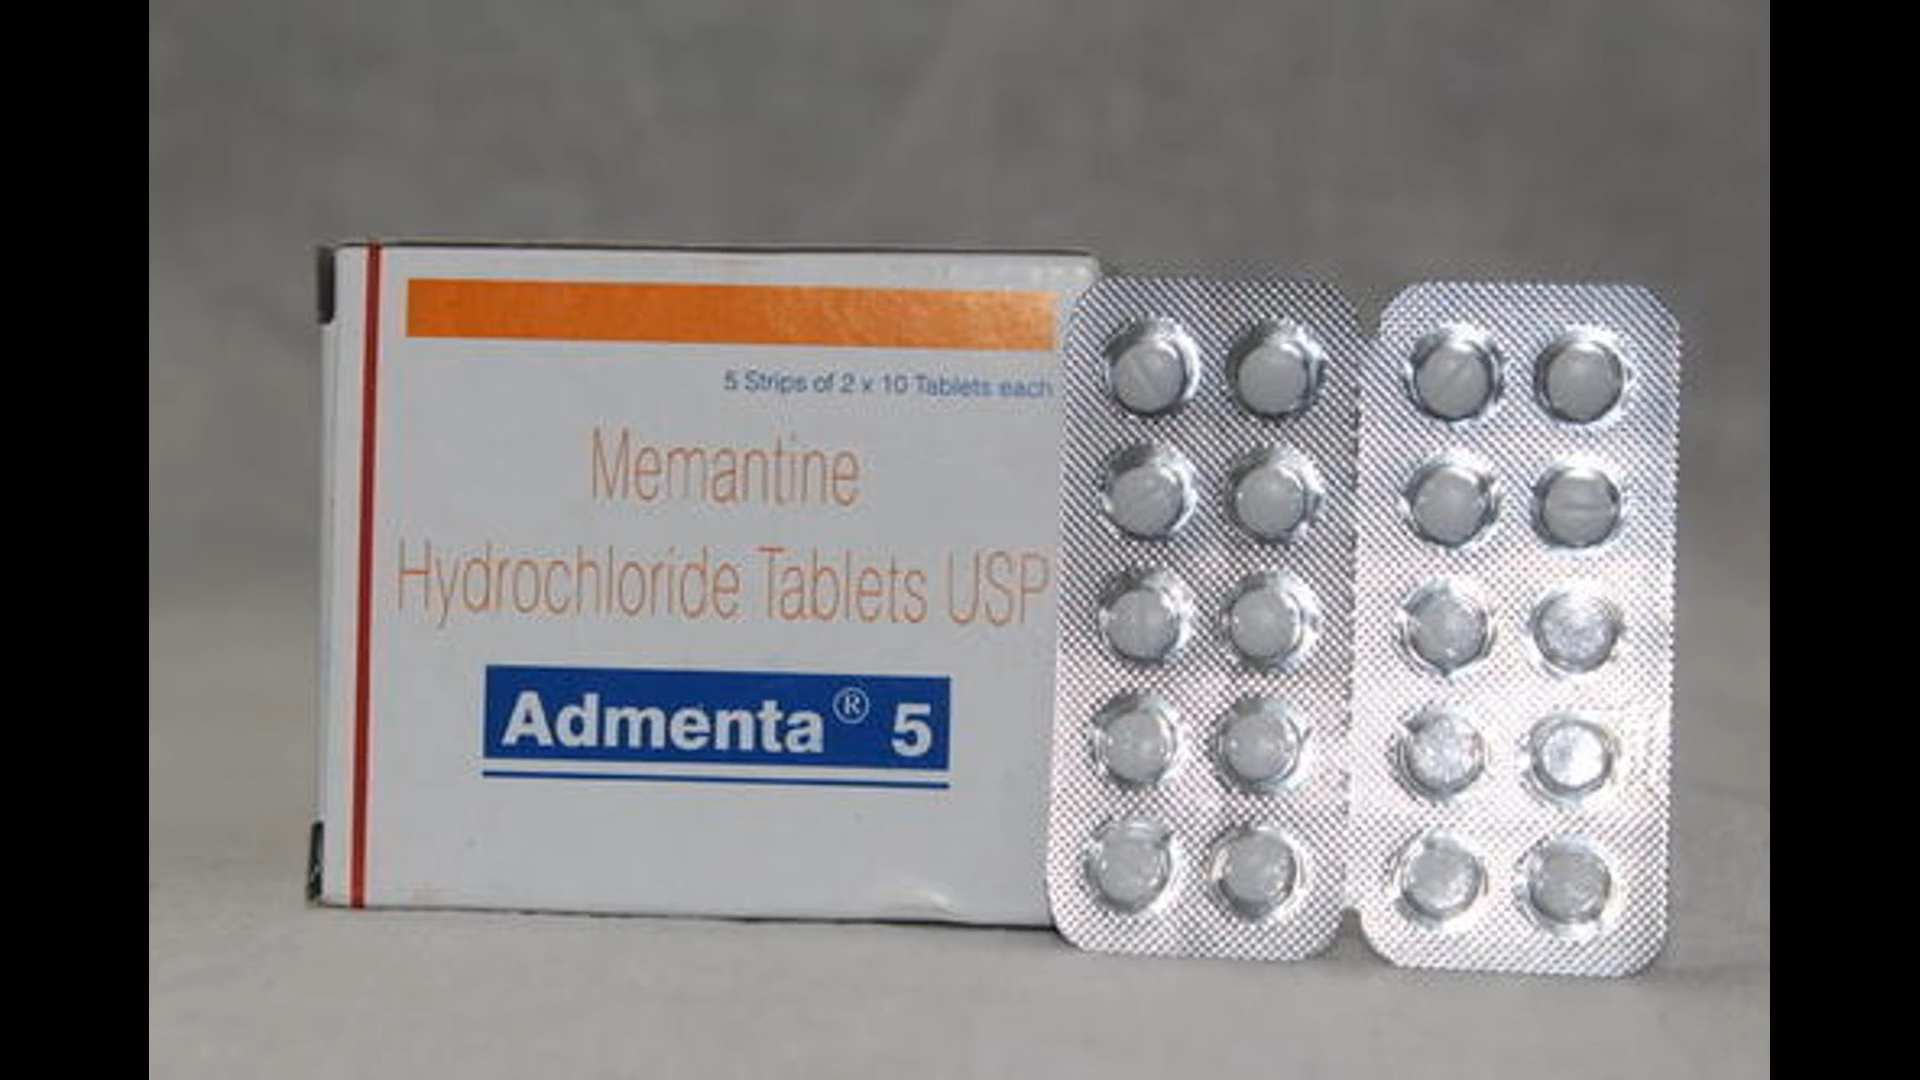 5 Strips of 2 x 10 Tablets each
Memantine
Hydrochloride Tablets USP
Admenta® 5